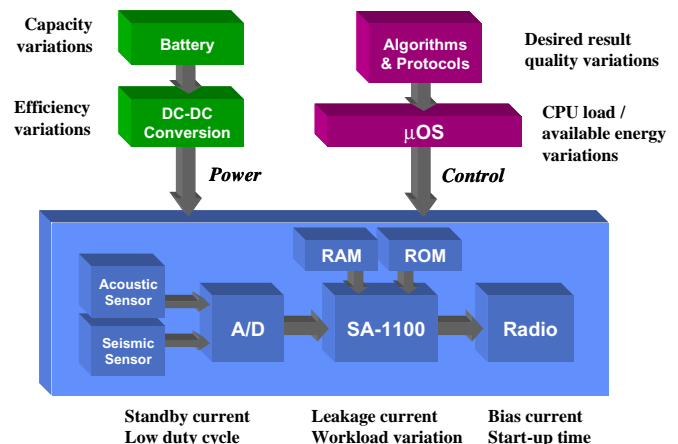 Capacity
variations
Battery
Algorithms
& Protocols
Desired result
quality variations
Efficiency
variations
DC-DC
Conversion
μOS
CPU load /
available energy
variations
Power
Control
RAM
ROM
Acoustic
Sensor
Seismic
Sensor
A/D
SA-1100
Radio
Standby current
Low duty cycle
Leakage current
Workload variation
Bias current
Start-up time